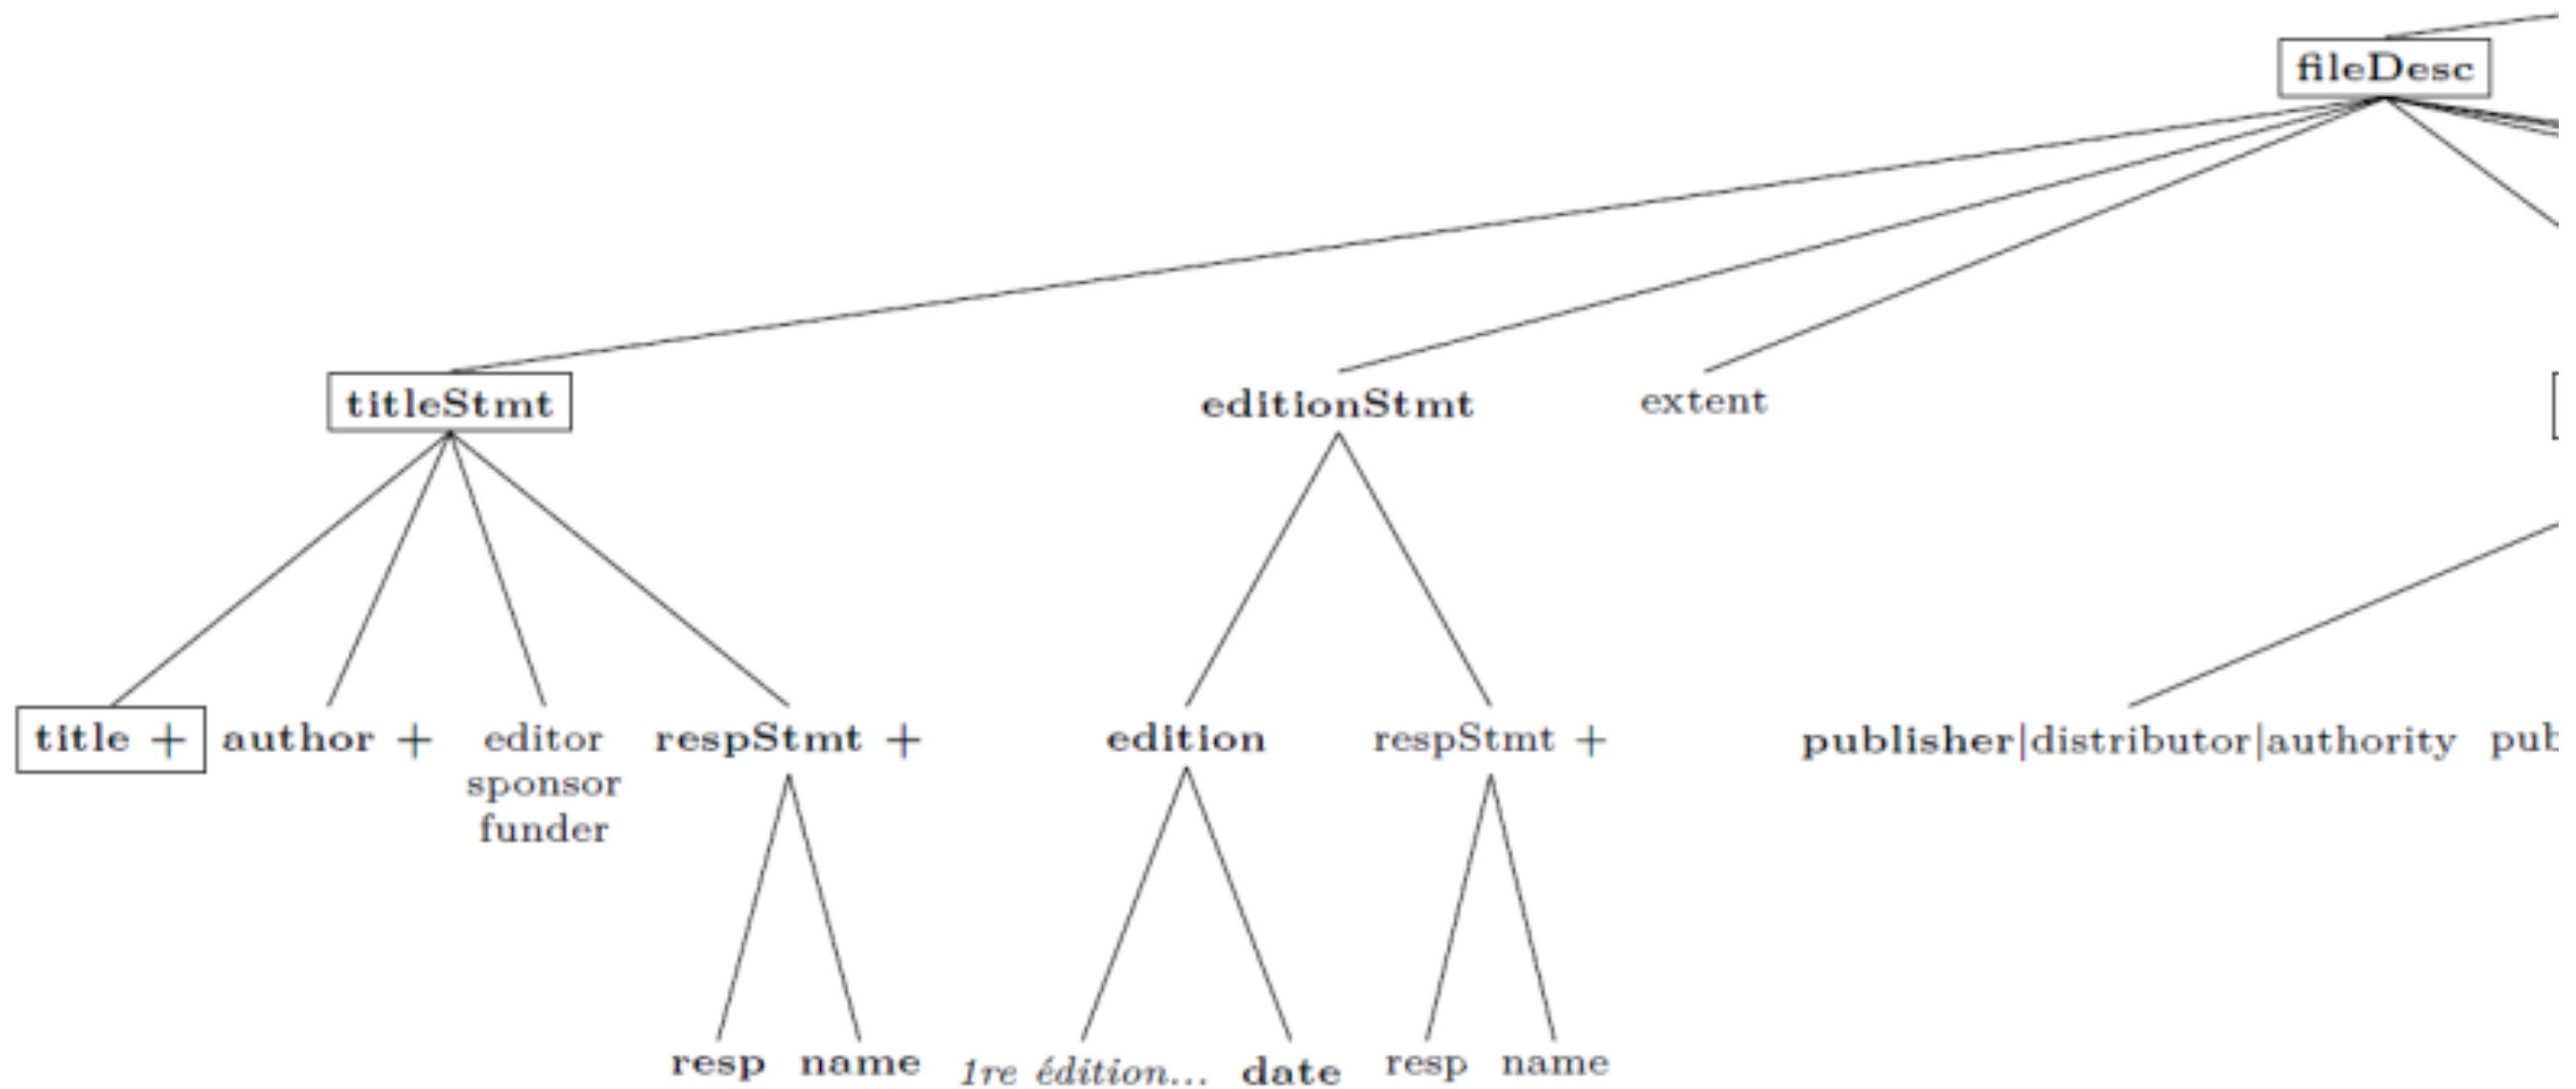 fileDesc
titleStmt editionStmt extent
title + author + editor respStmt + edition respStmt + publisher|distributor|authority pub
sponsor
funder
resp name 1re édition... date resp name